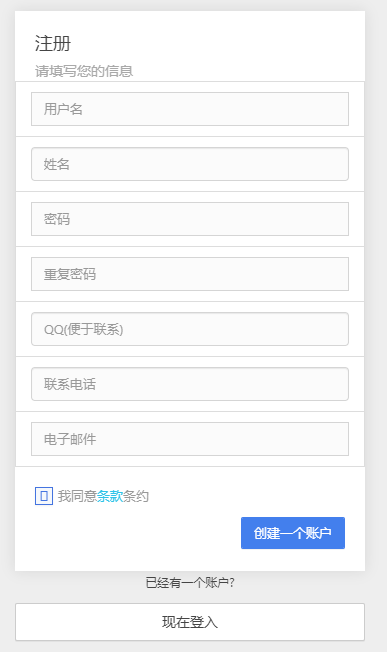 注册
请填写您的信息
用户名
姓名
密码
重复密码
QQ(便于联系)
联系电话
电子邮件
我同意条款条约
创建一个账户
已经有一个账户?
现在登入